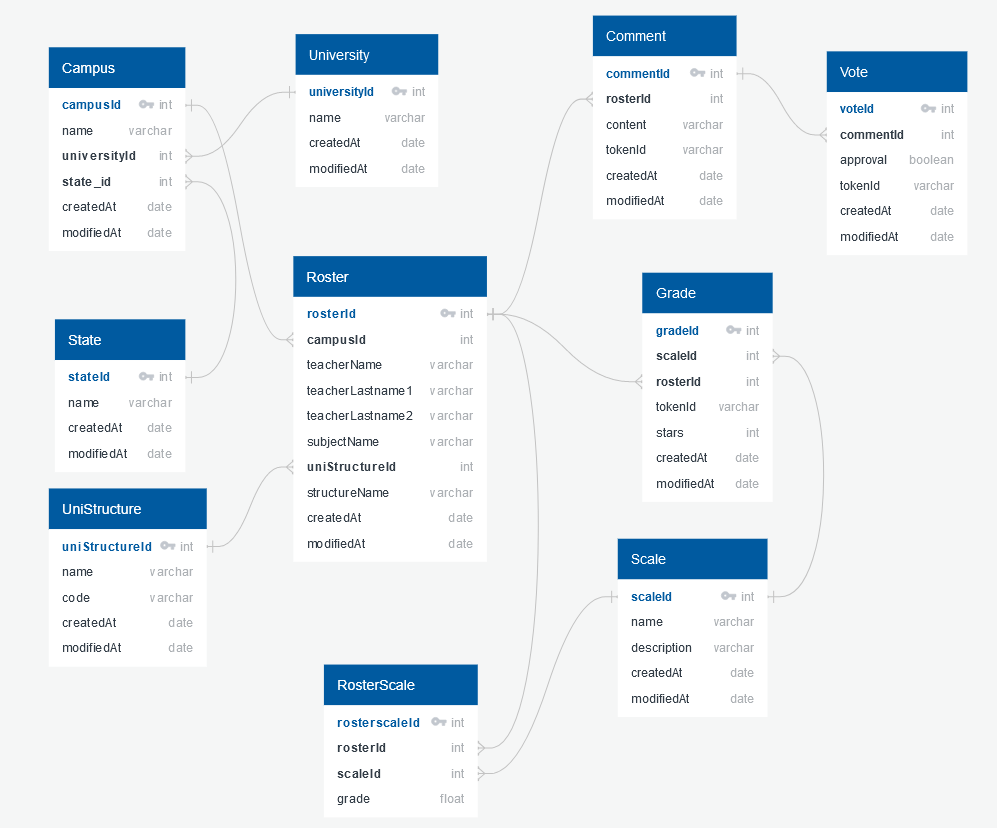 Campus
campusId int
name varchar
universityId int
state_id int
createdAt date
modifiedAt date
University
universityId int
name varchar
createdAt date
modifiedAt date
Comment
commentId int
rosterId int
content varchar
tokenId varchar
createdAt date
modifiedAt date
Vote
voteId int
commentId int
approval boolean
tokenId varchar
createdAt date
modifiedAt date
State
stateId int
name varchar
createdAt date
modifiedAt date
Roster
rosterId int
campusId int
teacherName varchar
teacherLastname1 varchar
teacherLastname2 varchar
subjectName varchar
uniStructureId int
structureName varchar
createdAt date
modifiedAt date
Grade
gradeId int
scaleId int
rosterId int
tokenId varchar
stars int
createdAt date
modifiedAt date
UniStructure
uniStructureId int
name varchar
code varchar
createdAt date
modifiedAt date
Scale
scaleId int
name varchar
description varchar
createdAt date
modifiedAt date
RosterScale
rosterscaleId int
rosterId int
scaleId int
grade float